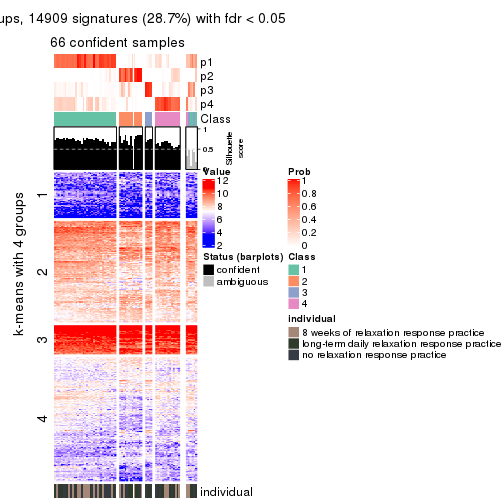 ups, 14909 signatures (28.7%) with fdr < 0.05
66 confident samples
p1
p2
p3
p4
Class
1
0.5
0
Silhouette
score
k-means with 4 groups
1
2
3
4
individual
Value
12
10
8
6
4
2
Prob
1
0.8
0.6
0.4
0.2
0
Status (barplots)
confident
ambiguous
Class
1
2
3
4
individual
8 weeks of relaxation response practice
long-term daily relaxation response practice
no relaxation response practice